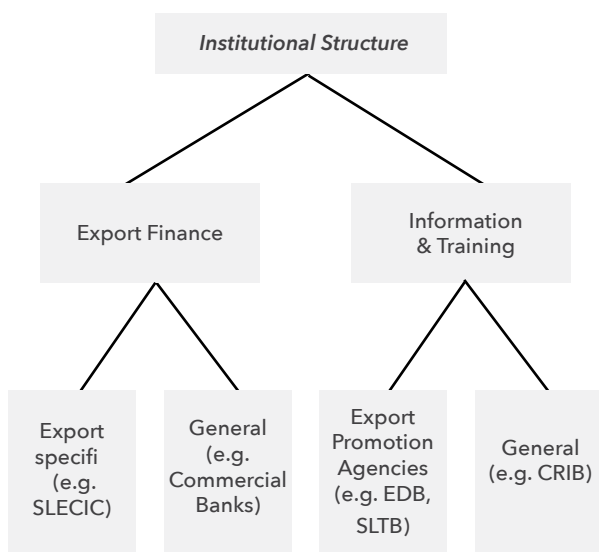 Institutional Structure
Export Finance
Information
& Training
Export
specifi
(e.g.
SLECIC)
General
(e.g.
Commercial
Banks)
Export
Promotion
Agencies
(e.g. EDB,
SLTB)
General
(e.g. CRIB)